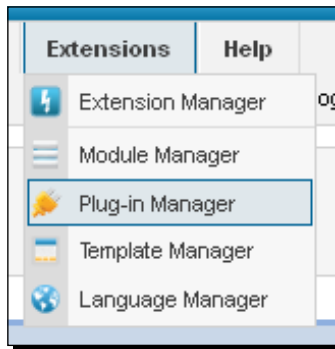 Extensions Help
Extension Manager
Module Manager
Plug-in Manager
Template Manager
Language Manager